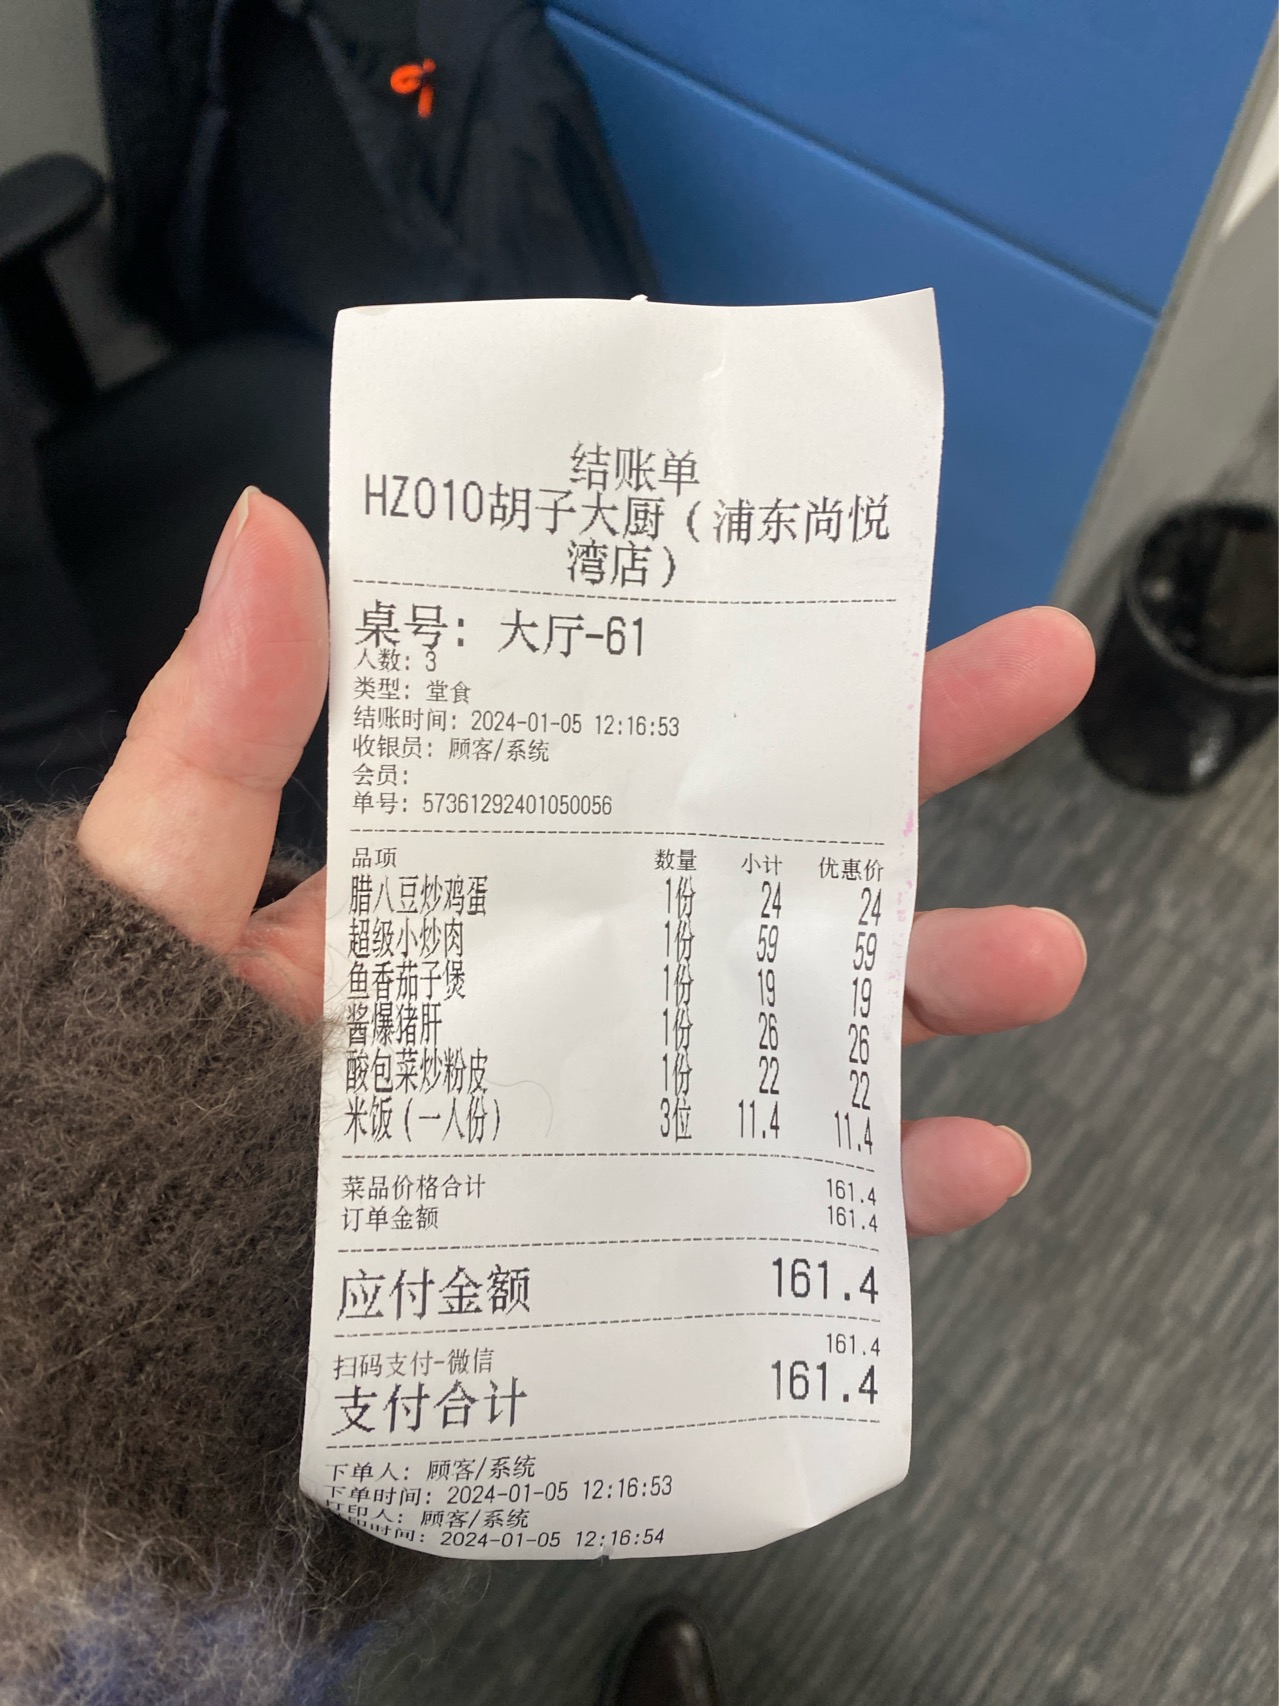 结账单
HZ010胡子大厨（浦东尚悦
湾店）
桌号：大厅-61
人数：3
类型：堂食
结账时间：2024-01-05 12:16:53
收银员：顾客/系统
会员：
单号：57361292401050056
品项 数量 小计 优惠价
腊八豆炒鸡蛋 1份 24 24
超级小炒肉 1份 59 59
鱼香茄子煲 1份 19 19
酱爆猪肝 1份 26 26
酸包菜炒粉皮 1份 22 22
米饭（一人份） 3位 11.4 11.4
菜品价格合计 161.4
订单金额 161.4
应付金额 161.4
扫码支付-微信 161.4
支付合计 161.4
下单人：顾客/系统
下单时间：2024-01-05 12:16:53
打印人：顾客/系统
打印时间：2024-01-05 12:16:54